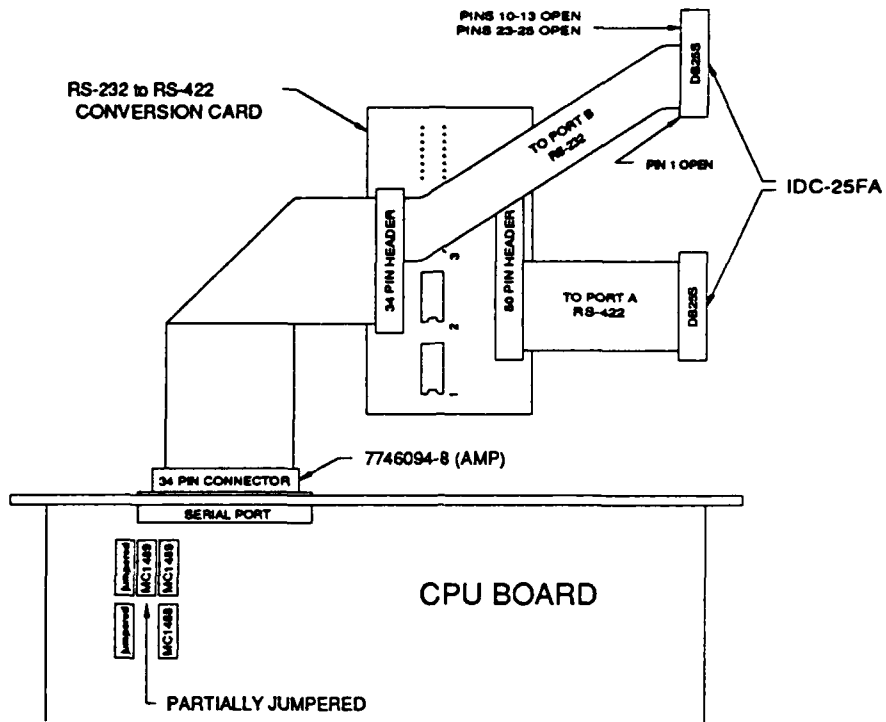 PINS 10-13 OPEN
PINS 23-25 OPEN
DB25S
RS-232 to RS-422
CONVERSION CARD
TO PORT B
RS-232
PIN 1 OPEN
IDC-25FA
34 PIN HEADER
3
50 PIN HEADER
TO PORT A
RS-422
DB25S
2
1
7746094-8 (AMP)
34 PIN CONNECTOR
SERIAL PORT
jumpered
MC1489
MC1489
CPU BOARD
jumpered
MC1488
PARTIALLY JUMPERED